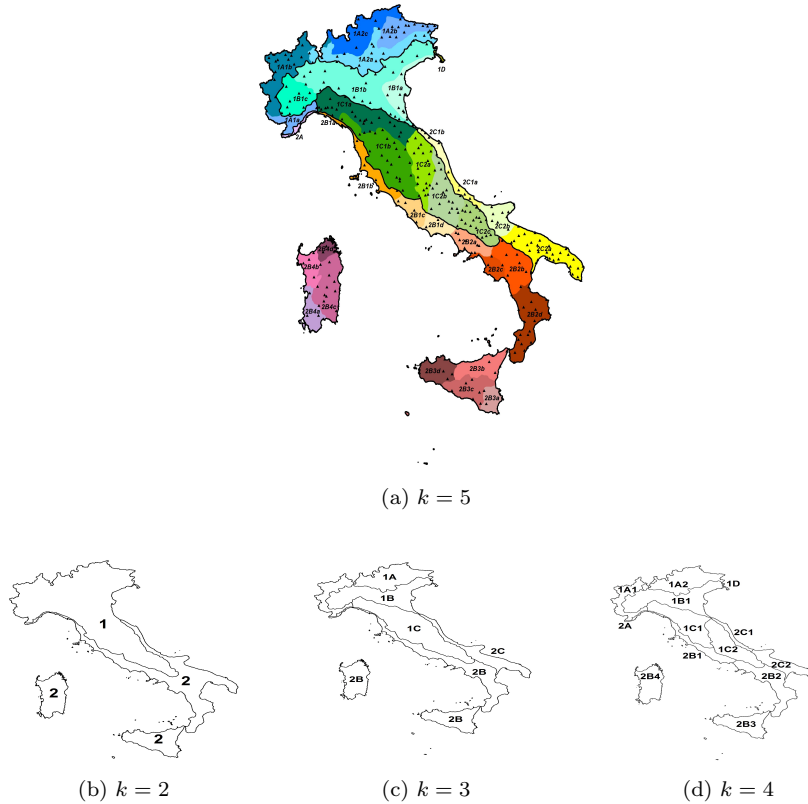 1A2c
1A2b
1A2a
1D
1A1b
1B1b
1B1a
1B1c
1C1a
1A1a
2B1a
2C1b
2A
1C1b
1C2a
2B1b
2C1a
1C2b
2B1c
2B1d
2C2b
1C2c
2B2a
2C2a
2B4d
2B4b
2B2c
2B2b
2B4c
2B4a
2B2d
2B3d
2B3b
2B3c
2B3a
(a) k = 5
1
2
2
2
(b) k = 2
1A
1B
1C
2C
2B
2B
2B
(c) k = 3
1A1
1A2
1D
1B1
2A
1C1
2C1
2B1
1C2
2C2
2B4
2B2
2B3
(d) k = 4